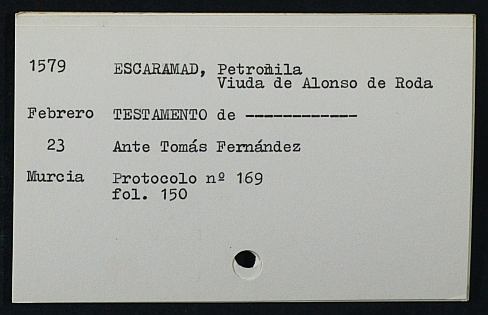 1579 ESCARAMAD, Petronila
Viuda de Alonso de Roda
Febrero TESTAMENTO de ------------
23 Ante Tomás Fernández
Murcia Protocolo nº 169
fol. 150